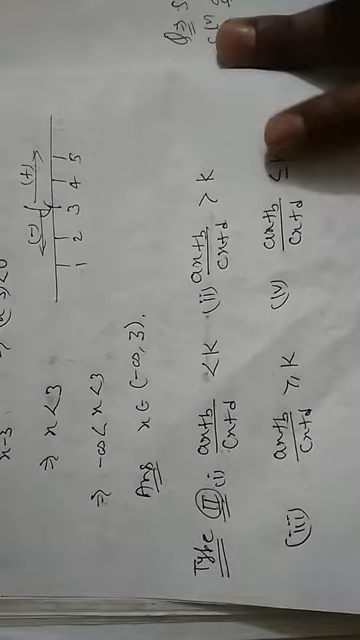 ⇒ x < 3
(-) (+)
1 2 3 4 5
⇒ -∞ < x < 3
Ans x ∈ (-∞, 3).
Type (II) (i) ax+b/cx+d < K (ii) ax+b/cx+d > K
(iii) ax+b/cx+d ≥ K (iv) ax+b/cx+d ≤